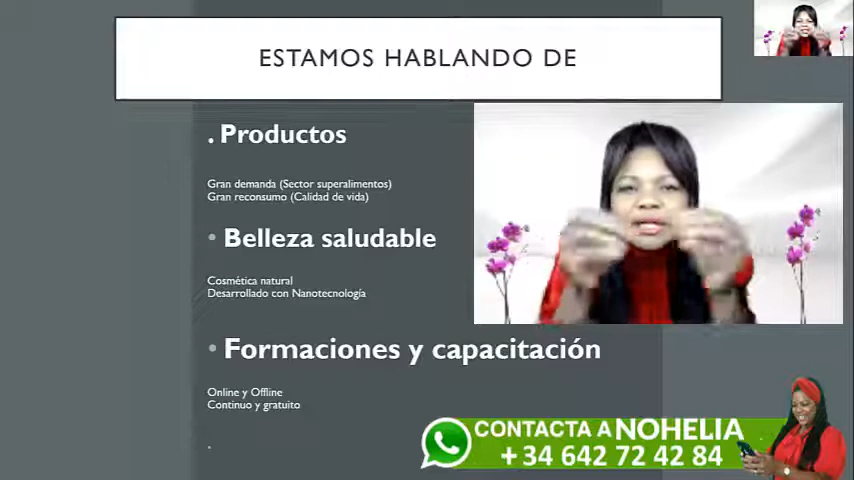 ESTAMOS HABLANDO DE
. Productos
Gran demanda (Sector superalimentos)
Gran reconsumo (Calidad de vida)
• Belleza saludable
Cosmética natural
Desarrollado con Nanotecnología
• Formaciones y capacitación
Online y Offline
Continuo y gratuito
.
CONTACTA A NOHELIA
+34 642 72 42 84